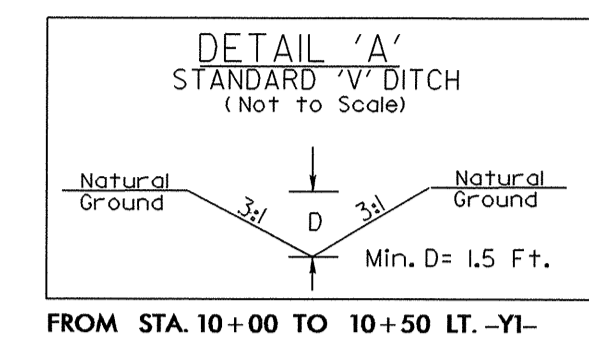 DETAIL 'A'
STANDARD 'V' DITCH
(Not to Scale)
Natural
Ground
3:1
D
3:1
Natural
Ground
Min. D= 1.5 Ft.
FROM STA. 10+00 TO 10+50 LT. -Y1-